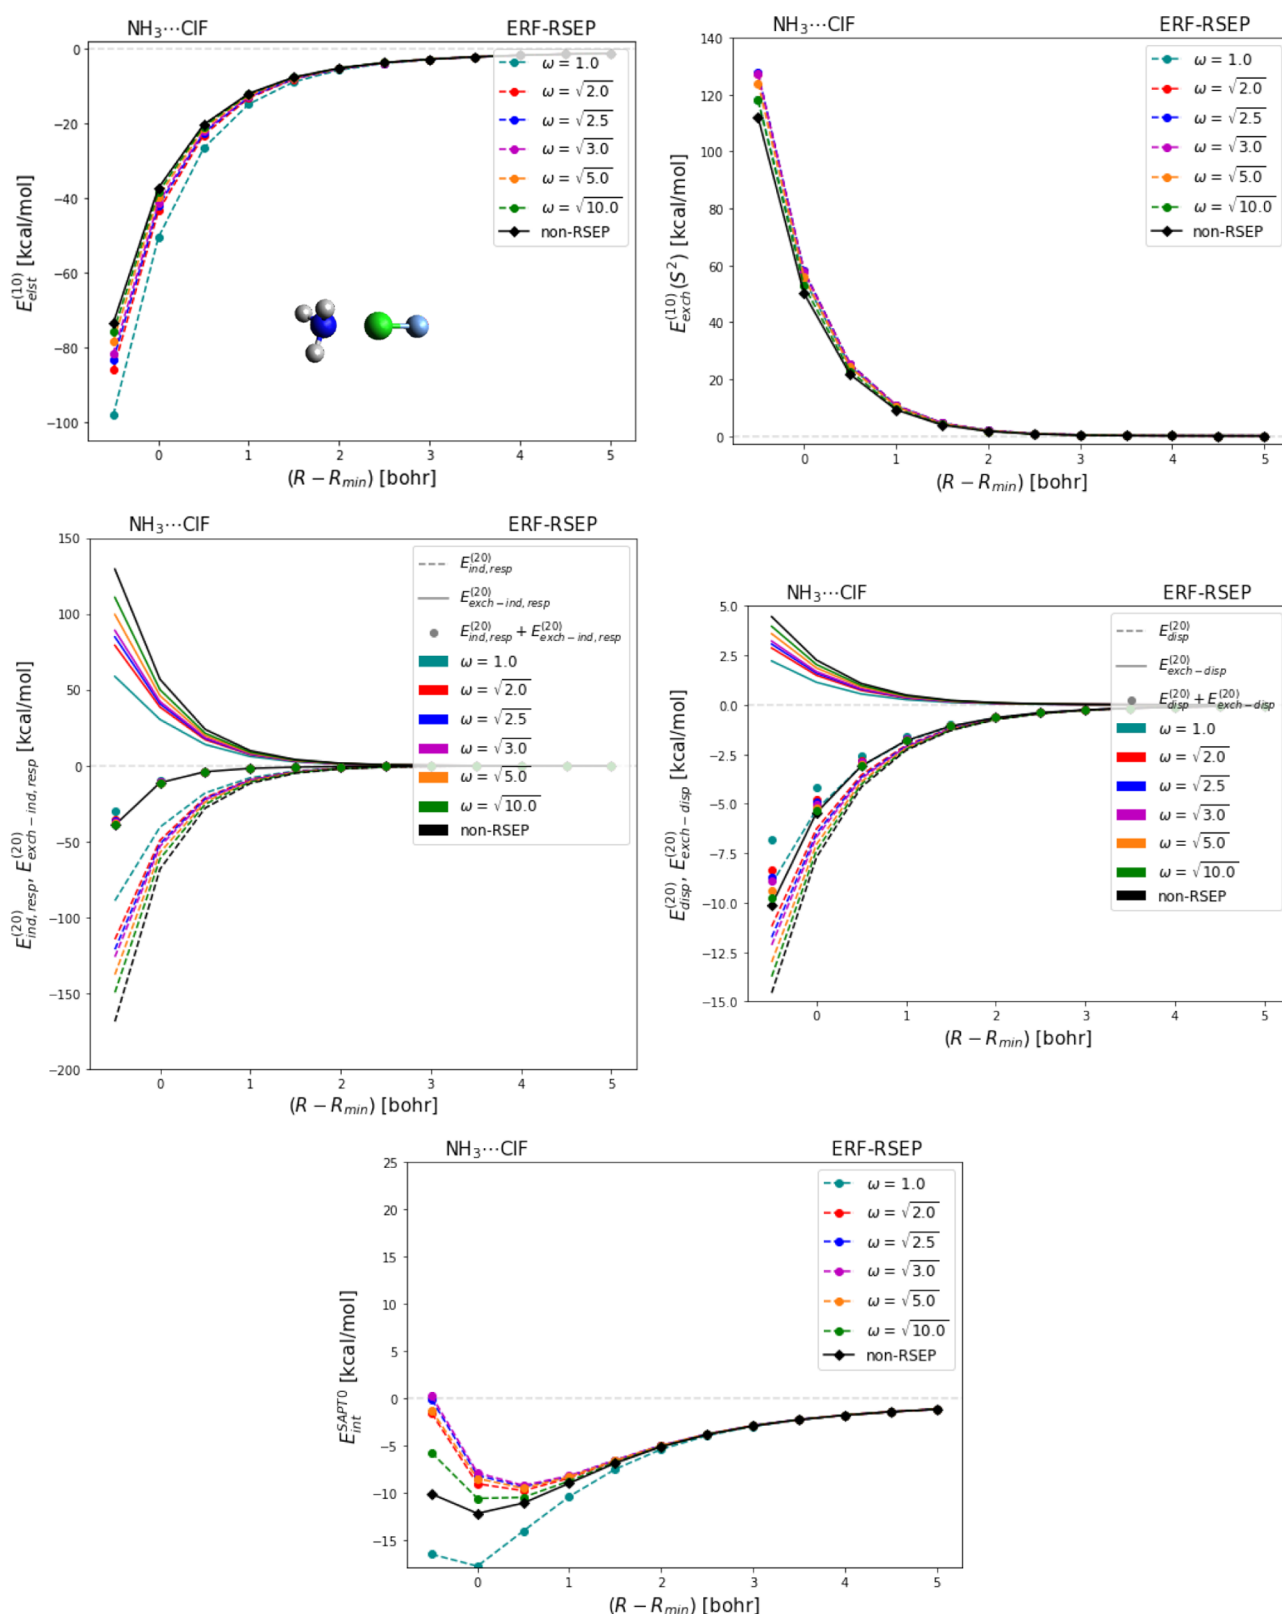 NH₃⋯ClF ERF-RSEP
E_elst^(10) [kcal/mol]
0
−20
−40
−60
−80
−100
ω = 1.0
ω = √2.0
ω = √2.5
ω = √3.0
ω = √5.0
ω = √10.0
non-RSEP
0 1 2 3 4 5
(R − R_min) [bohr]
NH₃⋯ClF ERF-RSEP
E_exch^(10)(S²) [kcal/mol]
140
120
100
80
60
40
20
0
ω = 1.0
ω = √2.0
ω = √2.5
ω = √3.0
ω = √5.0
ω = √10.0
non-RSEP
0 1 2 3 4 5
(R − R_min) [bohr]
NH₃⋯ClF ERF-RSEP
E_ind,resp^(20), E_exch−ind,resp^(20) [kcal/mol]
150
100
50
0
−50
−100
−150
−200
E_ind,resp^(20)
E_exch−ind,resp^(20)
E_ind,resp^(20) + E_exch−ind,resp^(20)
ω = 1.0
ω = √2.0
ω = √2.5
ω = √3.0
ω = √5.0
ω = √10.0
non-RSEP
0 1 2 3 4 5
(R − R_min) [bohr]
NH₃⋯ClF ERF-RSEP
E_disp^(20), E_exch−disp^(20) [kcal/mol]
5.0
2.5
0.0
−2.5
−5.0
−7.5
−10.0
−12.5
−15.0
E_disp^(20)
E_exch−disp^(20)
E_disp^(20) + E_exch−disp^(20)
ω = 1.0
ω = √2.0
ω = √2.5
ω = √3.0
ω = √5.0
ω = √10.0
non-RSEP
0 1 2 3 4 5
(R − R_min) [bohr]
NH₃⋯ClF ERF-RSEP
E_int^SAPT0 [kcal/mol]
25
20
15
10
5
0
−5
−10
−15
ω = 1.0
ω = √2.0
ω = √2.5
ω = √3.0
ω = √5.0
ω = √10.0
non-RSEP
0 1 2 3 4 5
(R − R_min) [bohr]